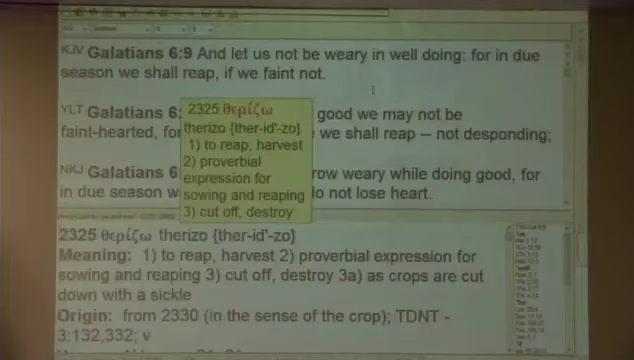 KJV Galatians 6:9 And let us not be weary in well doing: for in due
season we shall reap, if we faint not.
YLT Galatians 6: good we may not be
faint-hearted, for we shall reap -- not desponding;
NKJ Galatians 6 row weary while doing good, for
in due season w do not lose heart.
2325 θερίζω
therizo {ther-id'-zo}
1) to reap, harvest
2) proverbial
expression for
sowing and reaping
3) cut off, destroy
2325 θερίζω therizo {ther-id'-zo}
Meaning: 1) to reap, harvest 2) proverbial expression for
sowing and reaping 3) cut off, destroy 3a) as crops are cut
down with a sickle
Origin: from 2330 (in the sense of the crop); TDNT -
3:132,332; v